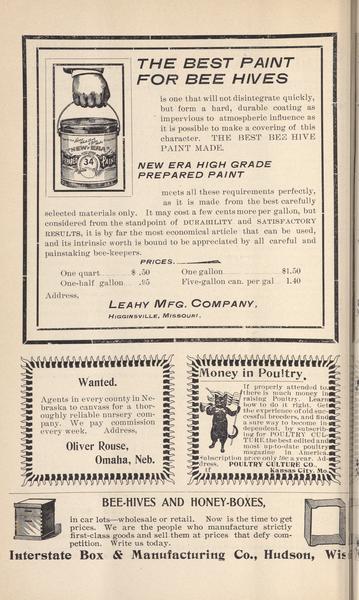 THE BEST PAINT
FOR BEE HIVES
is one that will not disintegrate quickly,
but form a hard, durable coating as
impervious to atmospheric influence as
it is possible to make a covering of this
character. THE BEST BEE HIVE
PAINT MADE.
NEW ERA
34
PAINT
NEW ERA HIGH GRADE
PREPARED PAINT
meets all these requirements perfectly,
as it is made from the best carefully
selected materials only. It may cost a few cents more per gallon, but
considered from the standpoint of DURABILITY and SATISFACTORY
RESULTS, it is by far the most economical article that can be used,
and its intrinsic worth is bound to be appreciated by all careful and
painstaking bee-keepers.
PRICES.
One quart......$ .50 One gallon......$1.50
One-half gallon .... .95 Five-gallon can, per gal.. 1.40
Address,
LEAHY MFG. COMPANY,
HIGGINSVILLE, MISSOURI.
Wanted.
Agents in every county in Ne-
braska to canvass for a thor-
oughly reliable nursery com-
pany. We pay commission
every week. Address,
Oliver Rouse,
Omaha, Neb.
Money in Poultry.
If properly attended to,
there is much money in
raising Poultry. Learn
how to do it right. Get
the experience of old suc-
cessful breeders, and find
a sure way to become in-
dependent, by subscrib-
ing for POULTRY CUL-
TURE the best edited and
most up-to-date poultry
magazine in America
subscription price only 50c a year. Ad-
dress, POULTRY CULTURE CO.
Kansas City, Mo.
BEE-HIVES AND HONEY-BOXES,
in car lots—wholesale or retail. Now is the time to get
prices. We are the people who manufacture strictly
first-class goods and sell them at prices that defy com-
petition. Write us today.
Interstate Box & Manufacturing Co., Hudson, Wis